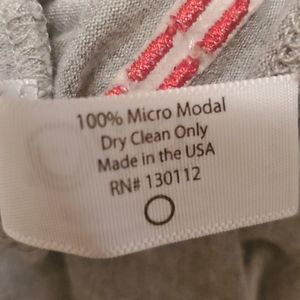 100% Micro Modal
Dry Clean Only
Made in the USA
RN# 130112